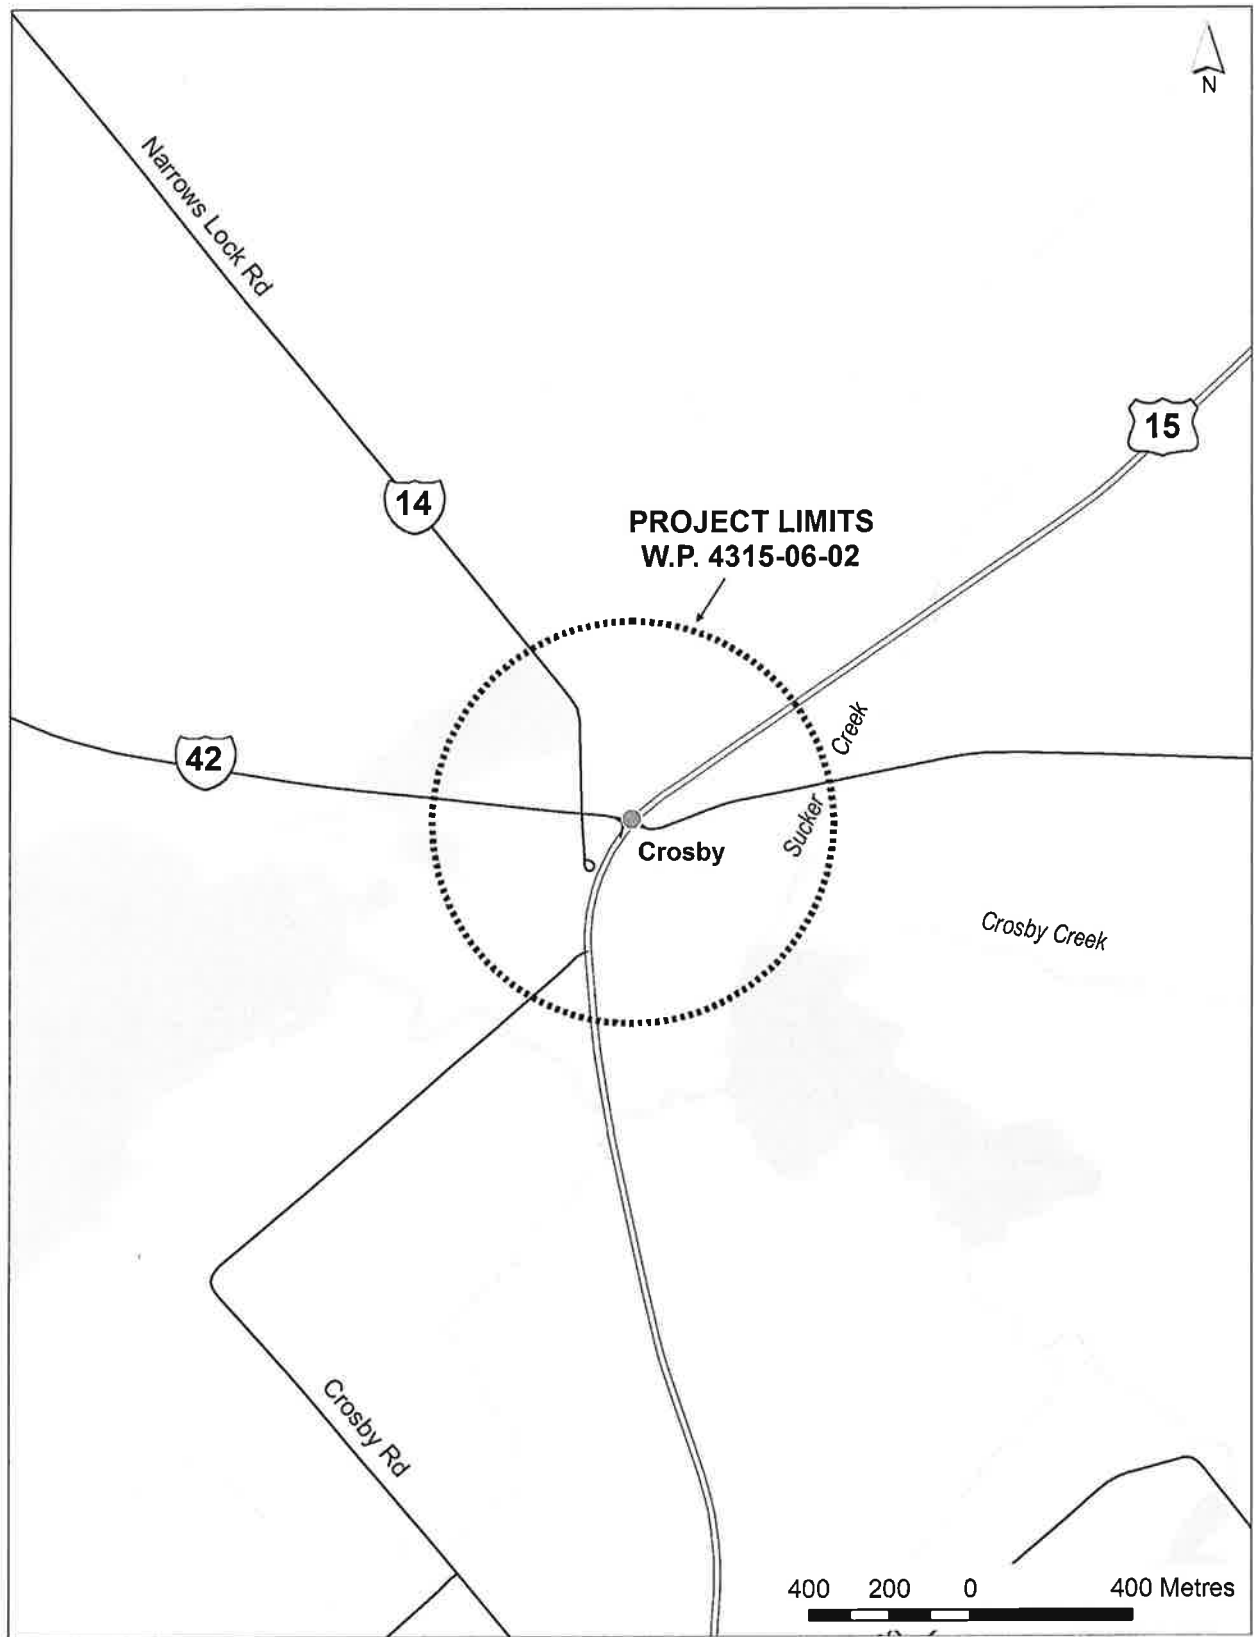 N
Narrows Lock Rd
15
14
PROJECT LIMITS
W.P. 4315-06-02
42
Creek
Sucker
Crosby
Crosby Creek
Crosby Rd
400 200 0 400 Metres